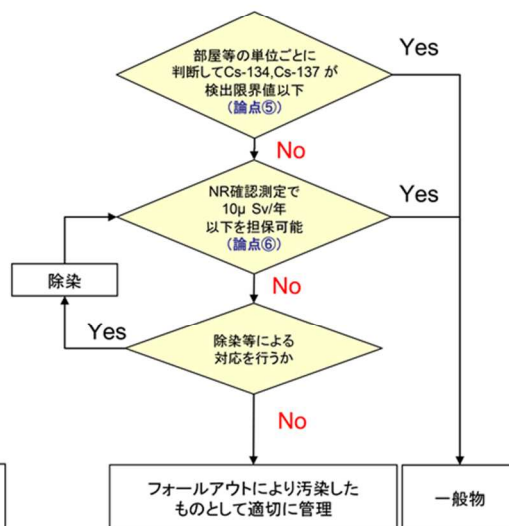 部屋等の単位ごとに
判断してCs-134,Cs-137 が
検出限界値以下
(論点⑤)
Yes
No
NR確認測定で
10μ Sv/年
以下を担保可能
(論点⑥)
Yes
除染
No
Yes
除染等による
対応を行うか
No
フォールアウトにより汚染した
ものとして適切に管理
一般物